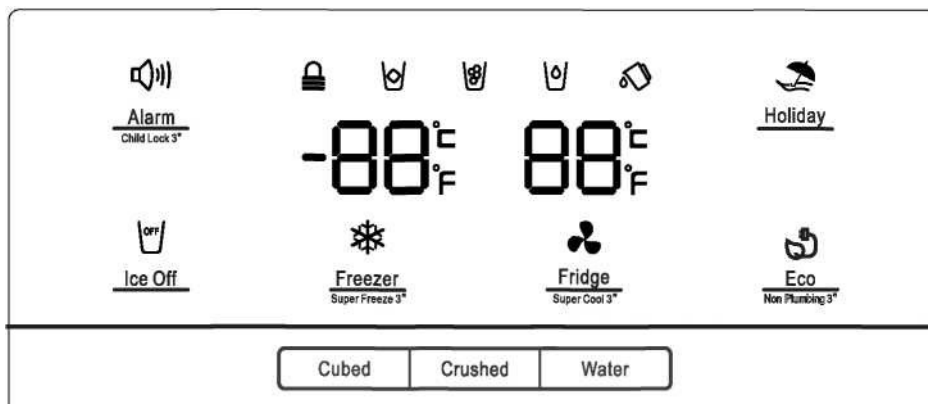 Alarm
Child Lock 3"
Holiday
-88°C
°F
88°C
°F
OFF
Ice Off
Freezer
Super Freeze 3"
Fridge
Super Cool 3"
Eco
Non Plumbing 3"
Cubed
Crushed
Water